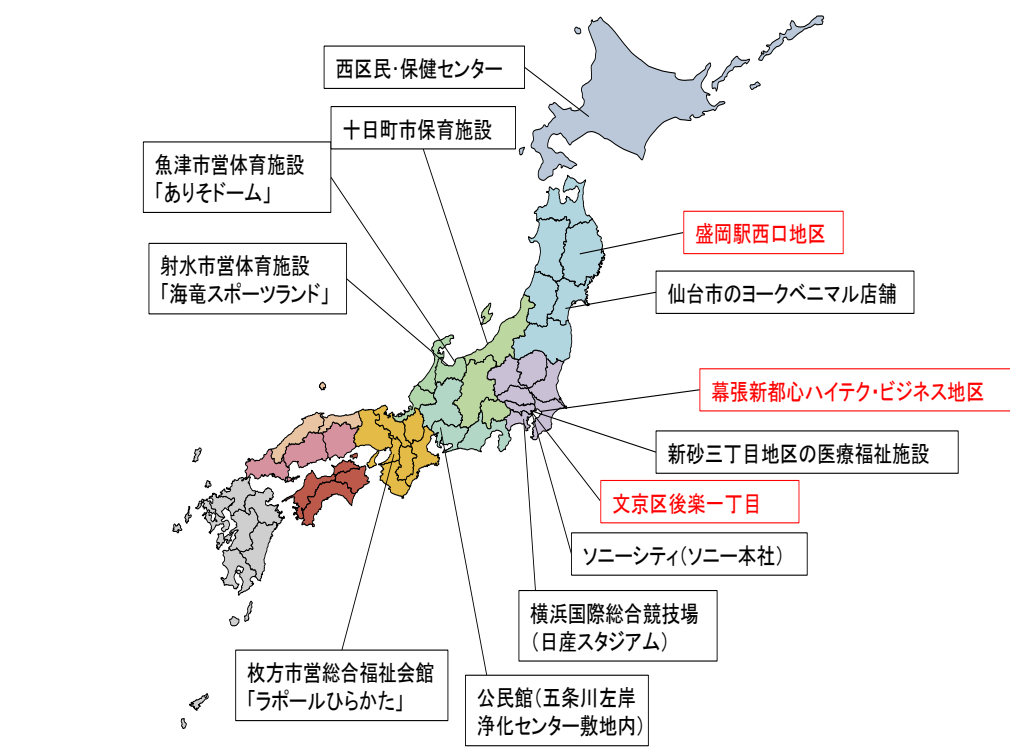 西区民･保健センター
十日町市保育施設
魚津市営体育施設
「ありそドーム」
盛岡駅西口地区
射水市営体育施設
「海竜スポーツランド」
仙台市のヨークベニマル店舗
幕張新都心ハイテク･ビジネス地区
新砂三丁目地区の医療福祉施設
文京区後楽一丁目
ソニーシティ(ソニー本社)
横浜国際総合競技場
(日産スタジアム)
枚方市営総合福祉会館
「ラポールひらかた」
公民館(五条川左岸
浄化センター敷地内)